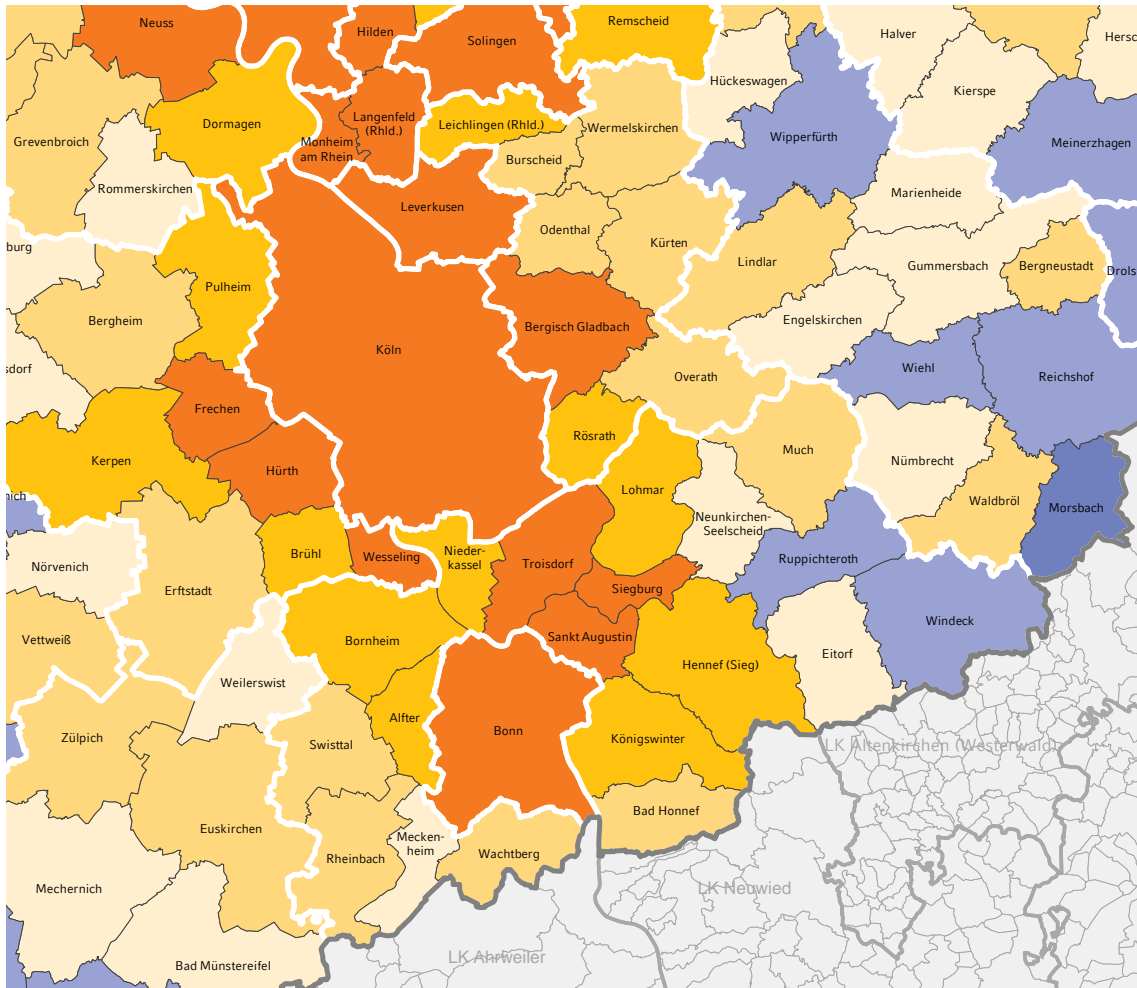 Neuss
Hilden
Solingen
Remscheid
Halver
Hersc
Hückeswagen
Kierspe
Grevenbroich
Dormagen
Langenfeld
(Rhld.)
Monheim
am Rhein
Leichlingen (Rhld.)
Wermelskirchen
Wipperfürth
Meinerzhagen
Burscheid
Rommerskirchen
Marienheide
Leverkusen
Odenthal
Kürten
burg
Lindlar
Gummersbach
Bergneustadt
Drols
Pulheim
Bergheim
Engelskirchen
Bergisch Gladbach
Köln
sdorf
Overath
Wiehl
Reichshof
Frechen
Rösrath
Kerpen
Hürth
Much
Nümbrecht
Lohmar
nich
Waldbröl
Morsbach
Neunkirchen-
Seelscheid
Nörvenich
Brühl
Wesseling
Nieder-
kassel
Troisdorf
Ruppichteroth
Erftstadt
Siegburg
Windeck
Vettweiß
Bornheim
Sankt Augustin
Hennef (Sieg)
Eitorf
Weilerswist
Alfter
Zülpich
Swisttal
Bonn
Königswinter
LK Altenkirchen (Westerwald)
Euskirchen
Bad Honnef
Rheinbach
Mecken-
heim
Wachtberg
Mechernich
LK Neuwied
Bad Münstereifel
LK Ahrweiler